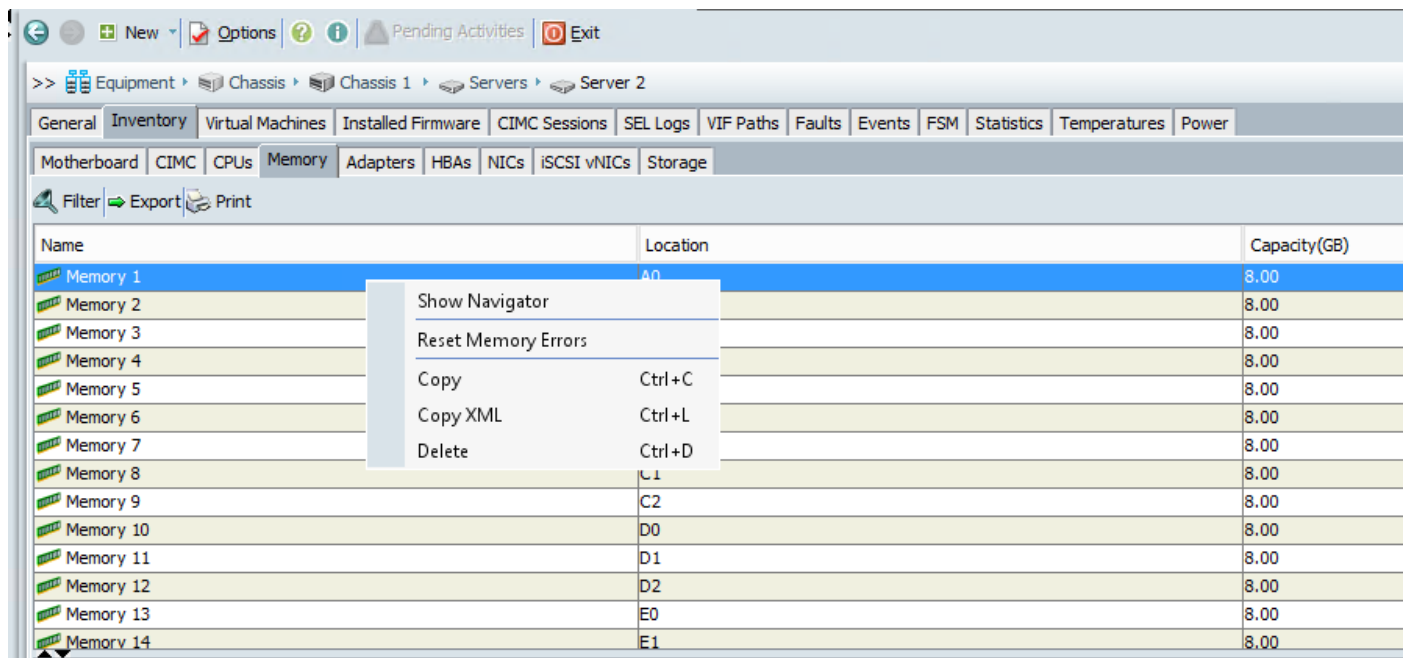 New Options Pending Activities Exit
>> Equipment Chassis Chassis 1 Servers Server 2
General Inventory Virtual Machines Installed Firmware CIMC Sessions SEL Logs VIF Paths Faults Events FSM Statistics Temperatures Power
Motherboard CIMC CPUs Memory Adapters HBAs NICs iSCSI vNICs Storage
Filter Export Print
Name Location Capacity(GB)
Memory 1 A0 8.00
Memory 2 8.00
Memory 3 8.00
Memory 4 8.00
Memory 5 8.00
Memory 6 8.00
Memory 7 8.00
Memory 8 C1 8.00
Memory 9 C2 8.00
Memory 10 D0 8.00
Memory 11 D1 8.00
Memory 12 D2 8.00
Memory 13 E0 8.00
Memory 14 E1 8.00
Show Navigator
Reset Memory Errors
Copy Ctrl+C
Copy XML Ctrl+L
Delete Ctrl+D